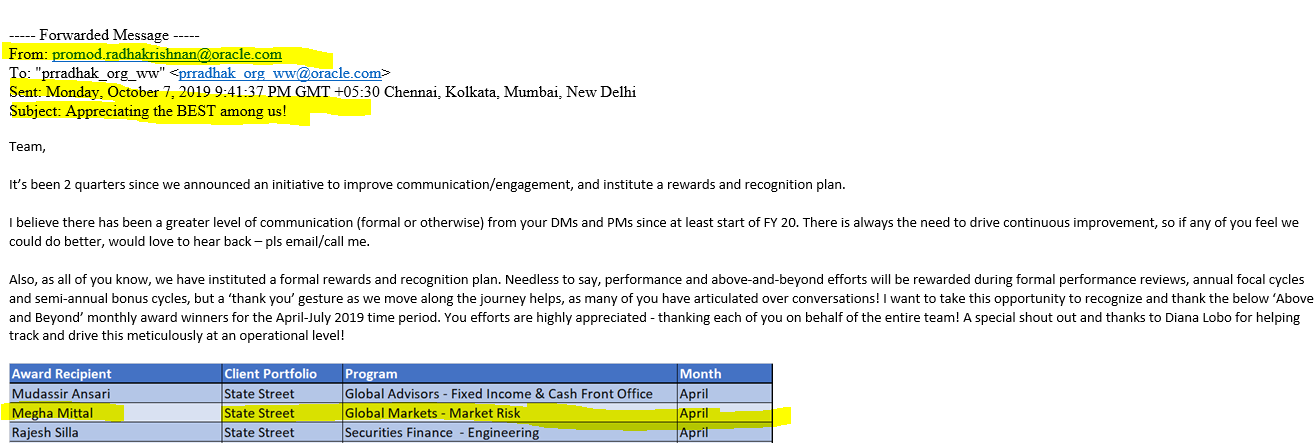 ----- Forwarded Message -----
From: promod.radhakrishnan@oracle.com
To: "prradhak_org_ww" <prradhak_org_ww@oracle.com>
Sent: Monday, October 7, 2019 9:41:37 PM GMT +05:30 Chennai, Kolkata, Mumbai, New Delhi
Subject: Appreciating the BEST among us!
Team,
It’s been 2 quarters since we announced an initiative to improve communication/engagement, and institute a rewards and recognition plan.
I believe there has been a greater level of communication (formal or otherwise) from your DMs and PMs since at least start of FY 20. There is always the need to drive continuous improvement, so if any of you feel we
could do better, would love to hear back – pls email/call me.
Also, as all of you know, we have instituted a formal rewards and recognition plan. Needless to say, performance and above-and-beyond efforts will be rewarded during formal performance reviews, annual focal cycles
and semi-annual bonus cycles, but a ‘thank you’ gesture as we move along the journey helps, as many of you have articulated over conversations! I want to take this opportunity to recognize and thank the below ‘Above
and Beyond’ monthly award winners for the April-July 2019 time period. You efforts are highly appreciated - thanking each of you on behalf of the entire team! A special shout out and thanks to Diana Lobo for helping
track and drive this meticulously at an operational level!
Award Recipient Client Portfolio Program Month
Mudassir Ansari State Street Global Advisors - Fixed Income & Cash Front Office April
Megha Mittal State Street Global Markets - Market Risk April
Rajesh Silla State Street Securities Finance - Engineering April